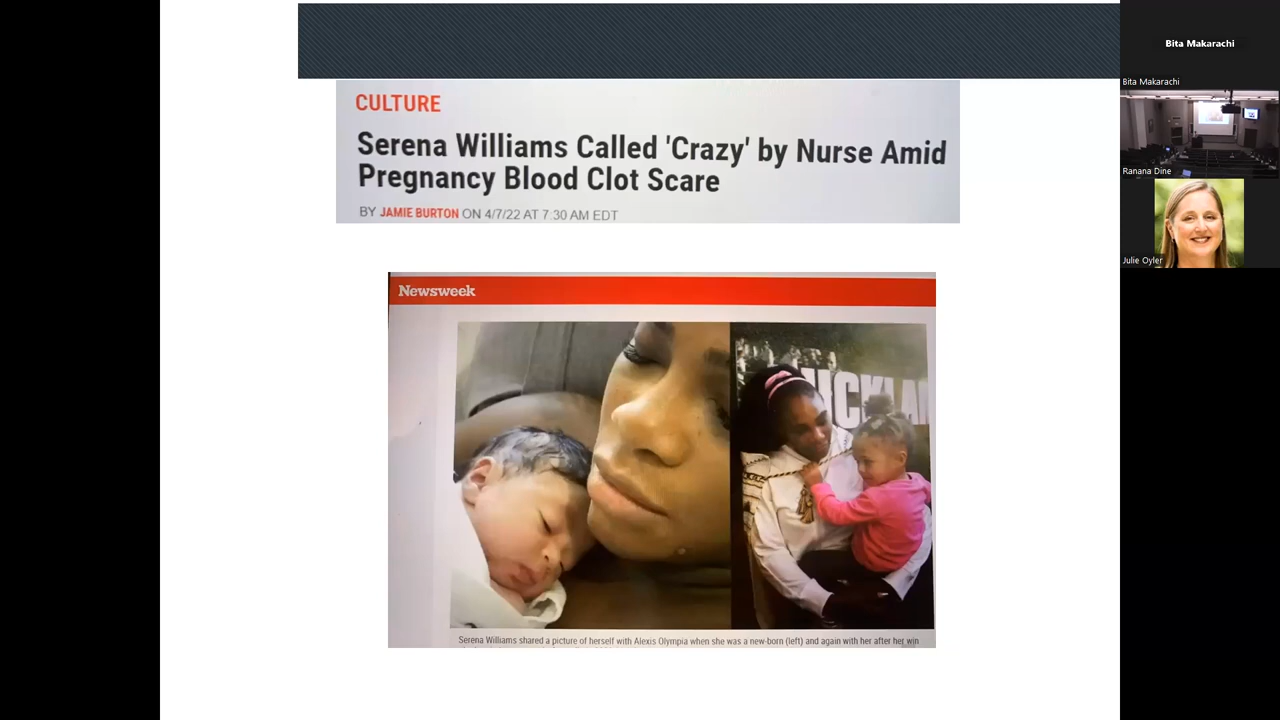 CULTURE
Serena Williams Called 'Crazy' by Nurse Amid
Pregnancy Blood Clot Scare
BY JAMIE BURTON ON 4/7/22 AT 7:30 AM EDT
Newsweek
Serena Williams shared a picture of herself with Alexis Olympia when she was a new-born (left) and again with her after her win
Bita Makarachi
Bita Makarachi
Ranana Dine
Julie Oyler